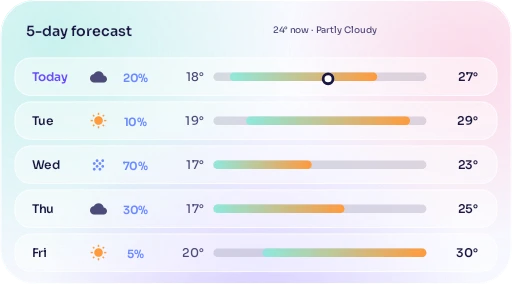 5-day forecast 24° now · Partly Cloudy
Today 20% 18° 27°
Tue 10% 19° 29°
Wed 70% 17° 23°
Thu 30% 17° 25°
Fri 5% 20° 30°